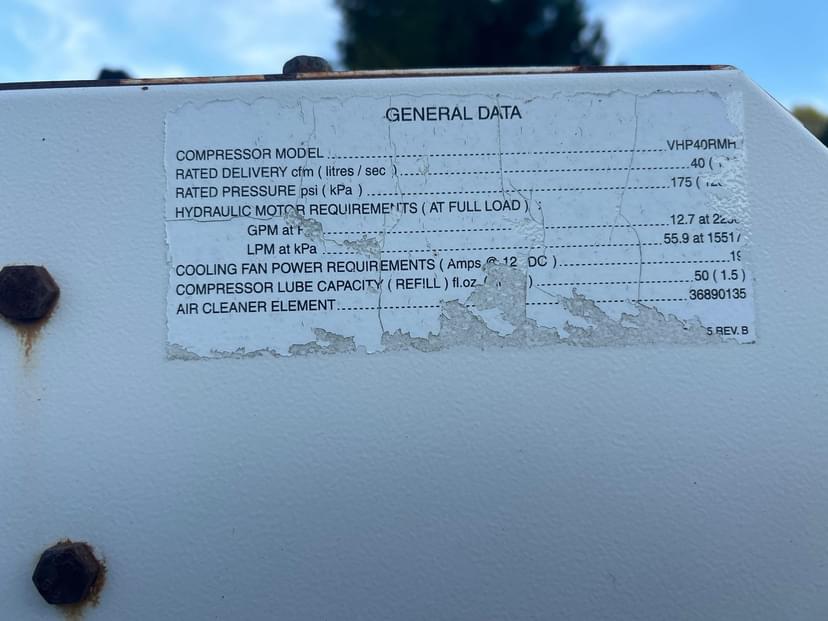 GENERAL DATA
COMPRESSOR MODEL VHP40RMH
RATED DELIVERY cfm ( litres / sec ) 40 (
RATED PRESSURE psi ( kPa ) 175 (
HYDRAULIC MOTOR REQUIREMENTS ( AT FULL LOAD ) :
GPM at 12.7 at
LPM at kPa 55.9 at 15517
COOLING FAN POWER REQUIREMENTS ( Amps @ 12 DC ) 19
COMPRESSOR LUBE CAPACITY ( REFILL ) fl.oz ( ) 50 ( 1.5 )
AIR CLEANER ELEMENT 36890135
5 REV. B